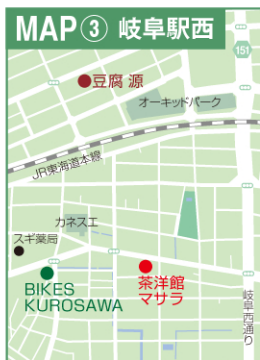 MAP③ 岐阜駅西
151
豆腐 源
オーキッドパーク
JR東海道本線
カネスエ
スギ薬局
茶洋館
マサラ
BIKES
KUROSAWA
岐阜西通り